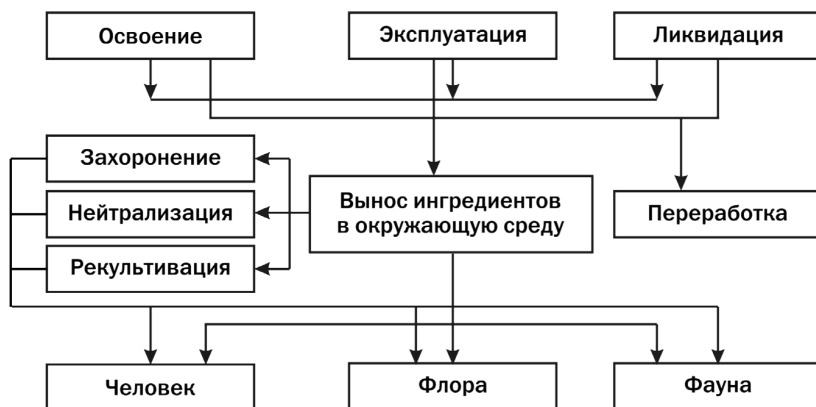 Освоение
Эксплуатация
Ликвидация
Захоронение
Нейтрализация
Рекультивация
Вынос ингредиентов
в окружающую среду
Переработка
Человек
Флора
Фауна